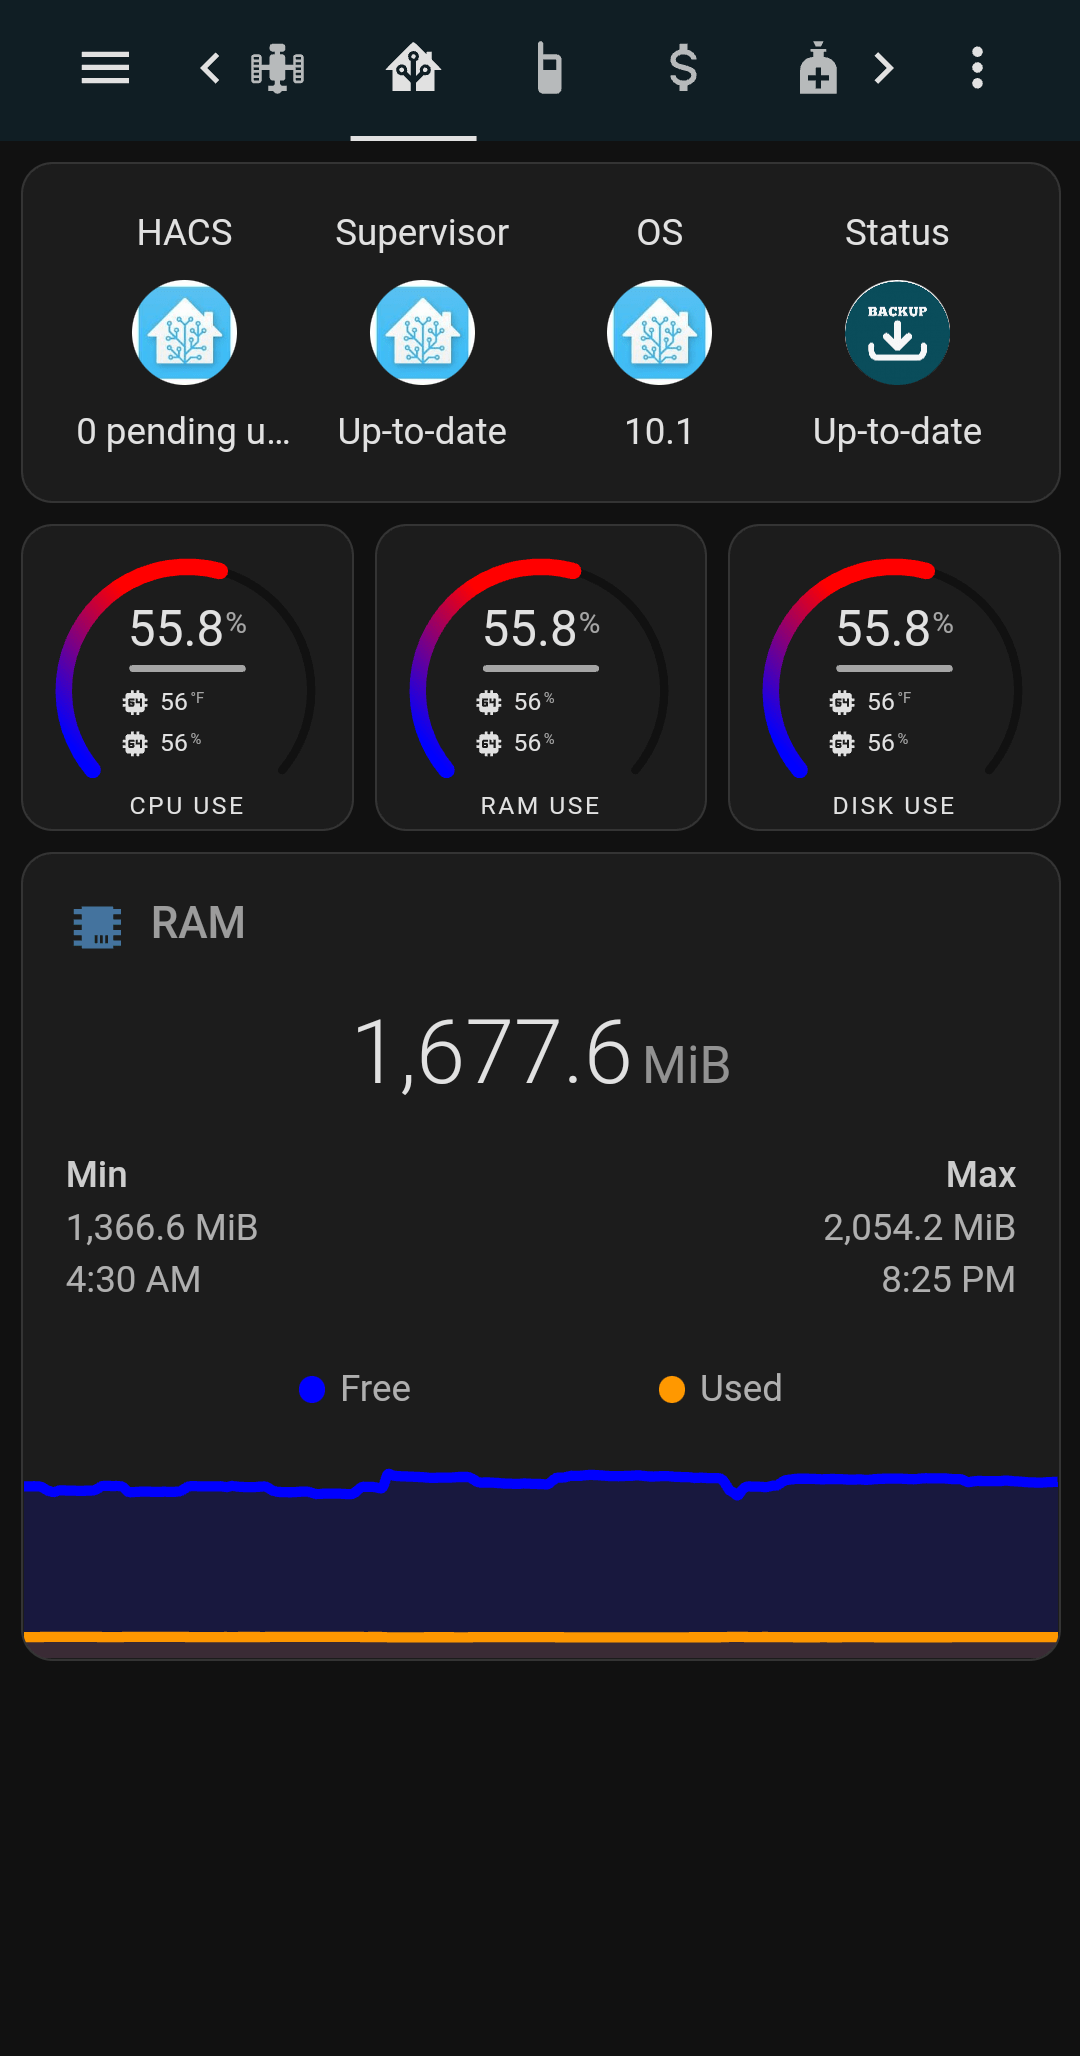 HACS Supervisor OS Status
BACKUP
0 pending u... Up-to-date 10.1 Up-to-date
55.8% 55.8% 55.8%
64 56 °F 64 56 % 64 56 °F
64 56 % 64 56 % 64 56 %
CPU USE RAM USE DISK USE
RAM
1,677.6 MiB
Min Max
1,366.6 MiB 2,054.2 MiB
4:30 AM 8:25 PM
Free Used